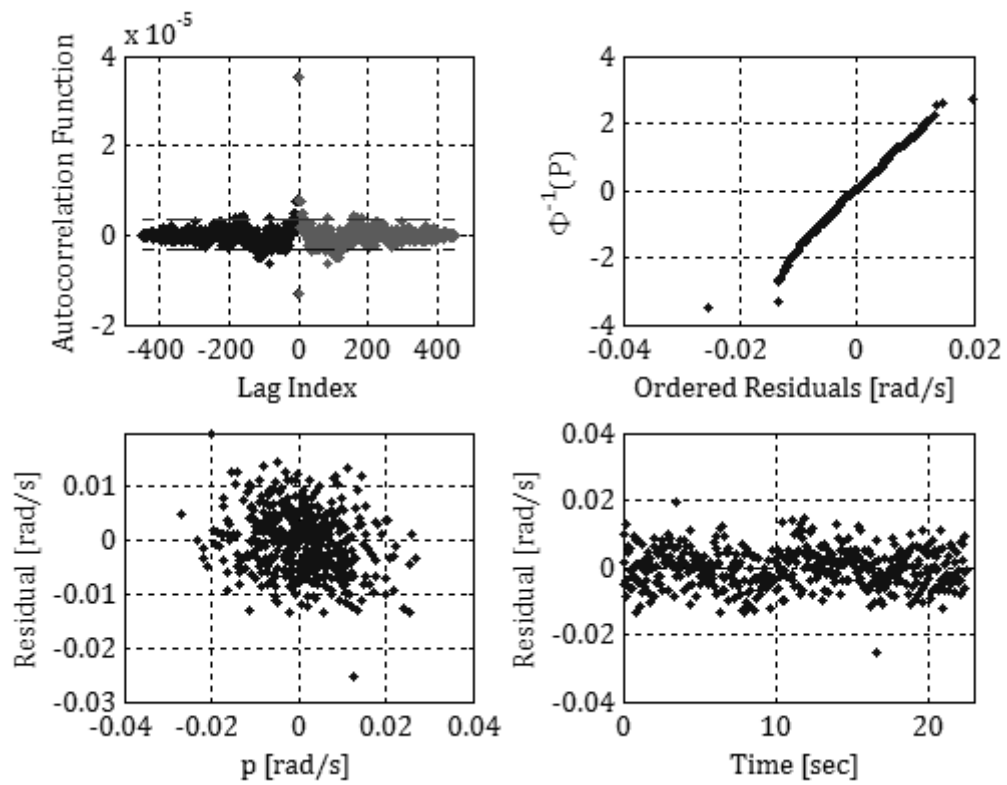 x 10⁻⁵
Autocorrelation Function
4
2
0
-2
-400 -200 0 200 400
Lag Index
Φ⁻¹(P)
4
2
0
-2
-4
-0.04 -0.02 0 0.02
Ordered Residuals [rad/s]
Residual [rad/s]
0.01
0
-0.01
-0.02
-0.03
-0.04 -0.02 0 0.02 0.04
p [rad/s]
Residual [rad/s]
0.04
0.02
0
-0.02
-0.04
0 10 20
Time [sec]